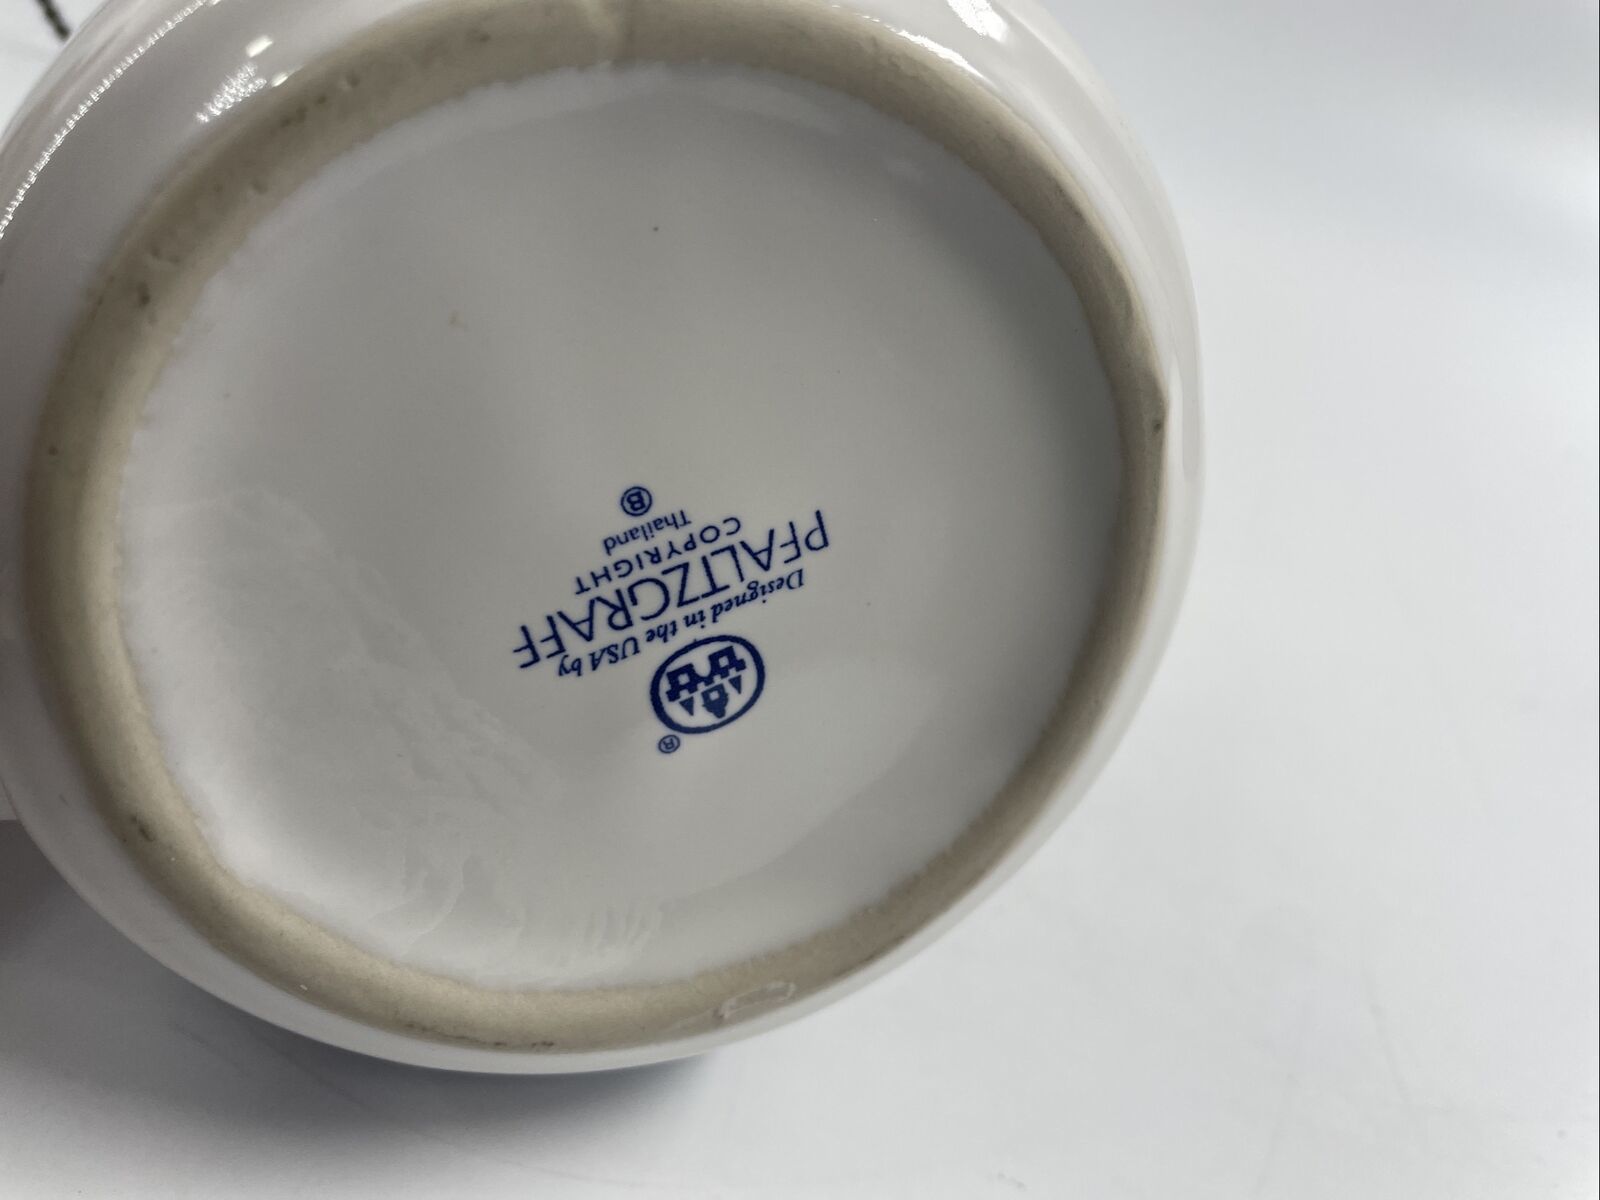 ®
Designed in the USA by
PFALTZGRAFF
COPYRIGHT
Thailand
Ⓑ